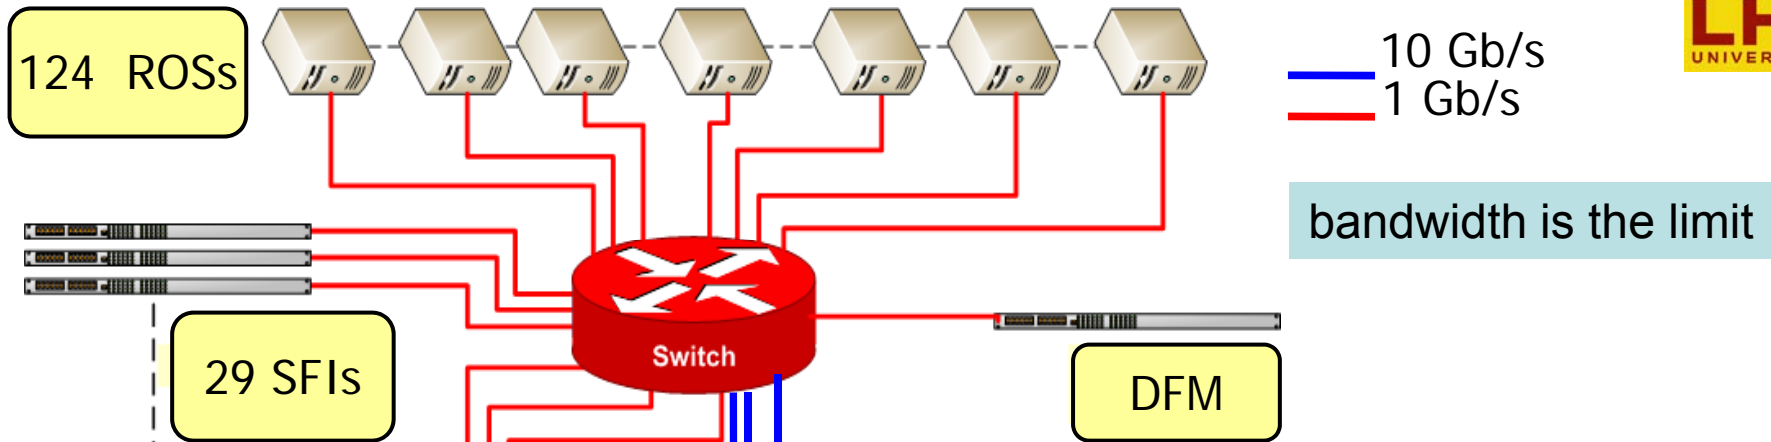 124 ROSs
10 Gb/s
1 Gb/s
UNIVER
bandwidth is the limit
Switch
29 SFIs
DFM